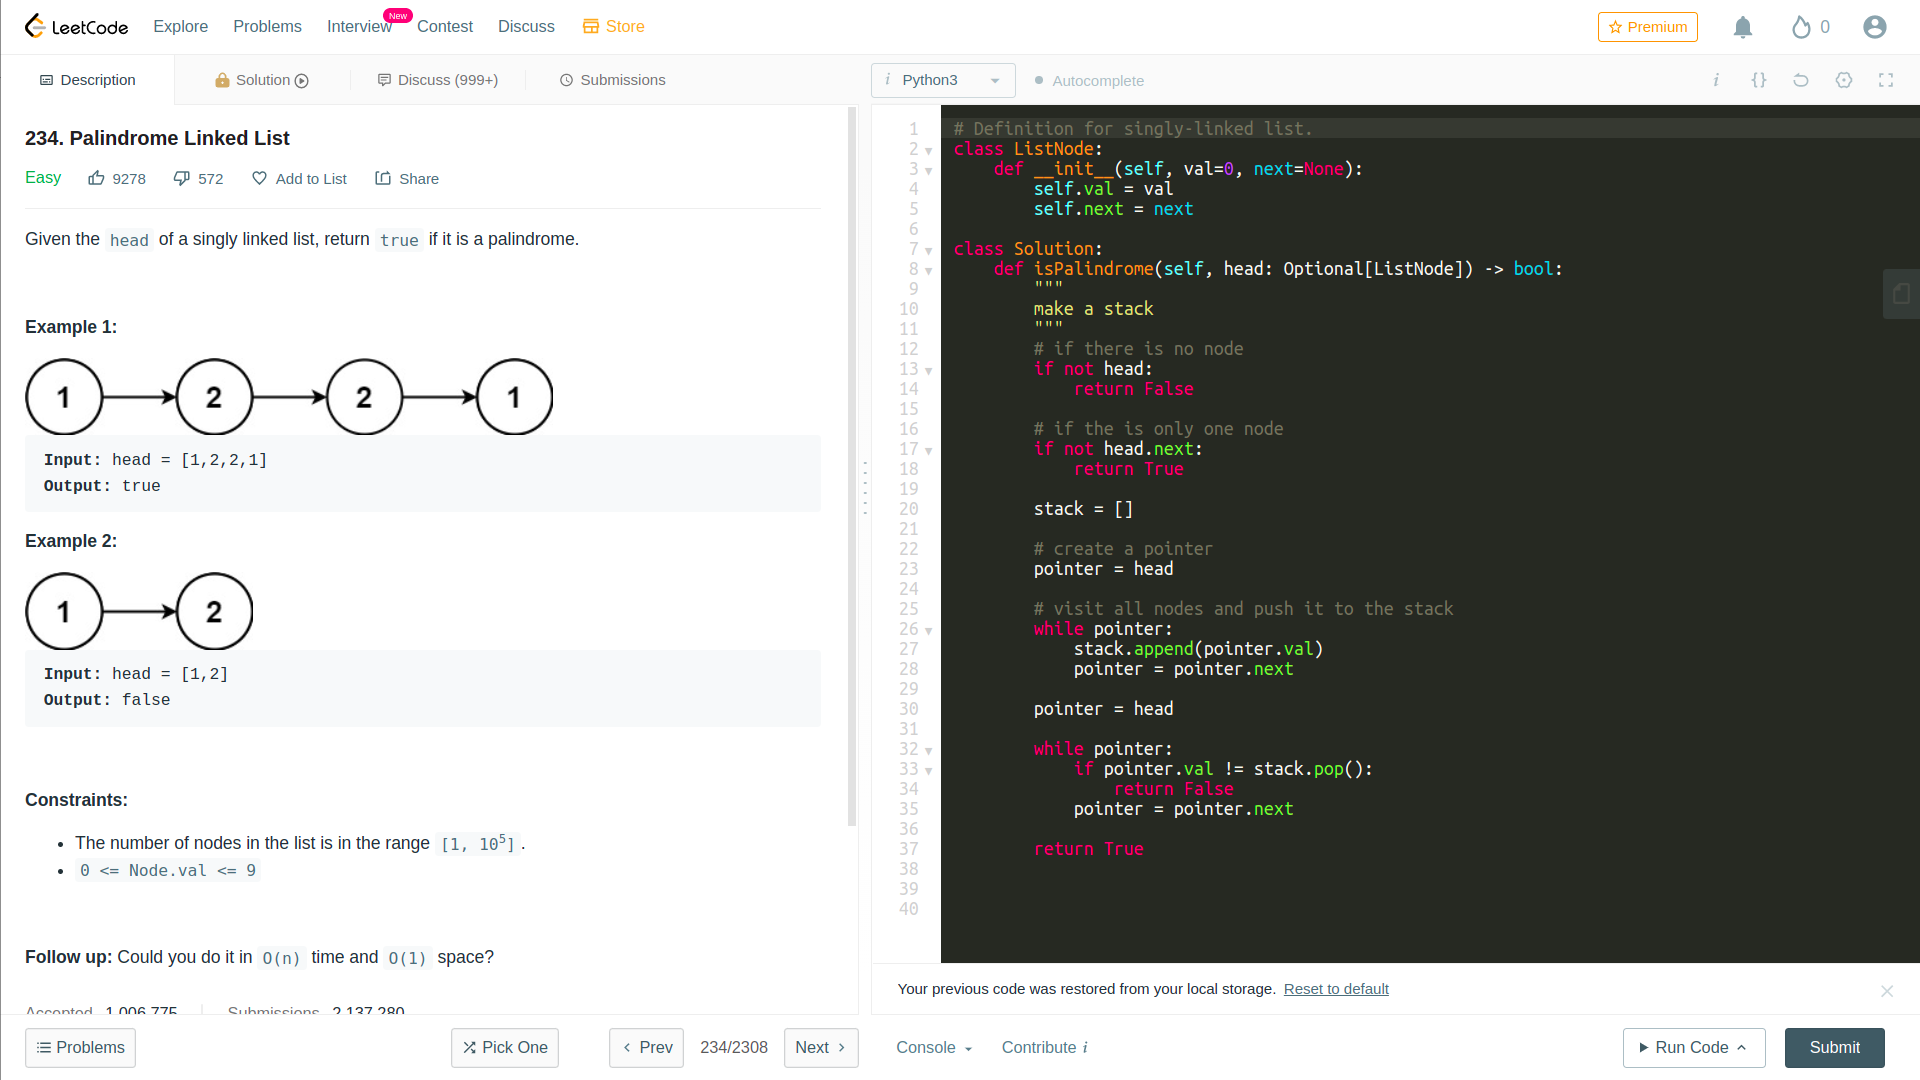 LeetCode Explore Problems Interview New Contest Discuss Store Premium 0
Description Solution Discuss (999+) Submissions
i Python3 Autocomplete i {}
234. Palindrome Linked List
Easy 9278 572 Add to List Share
Given the head of a singly linked list, return true if it is a palindrome.
Example 1:
1 2 2 1
Input: head = [1,2,2,1]
Output: true
Example 2:
1 2
Input: head = [1,2]
Output: false
Constraints:
The number of nodes in the list is in the range [1, 10^5] .
0 <= Node.val <= 9
Follow up: Could you do it in O(n) time and O(1) space?
Accepted 1,006,775 Submissions 2,137,280
1 # Definition for singly-linked list.
2 class ListNode:
3     def __init__(self, val=0, next=None):
4         self.val = val
5         self.next = next
6
7 class Solution:
8     def isPalindrome(self, head: Optional[ListNode]) -> bool:
9         """
10         make a stack
11         """
12         # if there is no node
13         if not head:
14             return False
15
16         # if the is only one node
17         if not head.next:
18             return True
19
20         stack = []
21
22         # create a pointer
23         pointer = head
24
25         # visit all nodes and push it to the stack
26         while pointer:
27             stack.append(pointer.val)
28             pointer = pointer.next
29
30         pointer = head
31
32         while pointer:
33             if pointer.val != stack.pop():
34                 return False
35             pointer = pointer.next
36
37         return True
38
39
40
Your previous code was restored from your local storage. Reset to default
Problems Pick One Prev 234/2308 Next Console Contribute i Run Code Submit